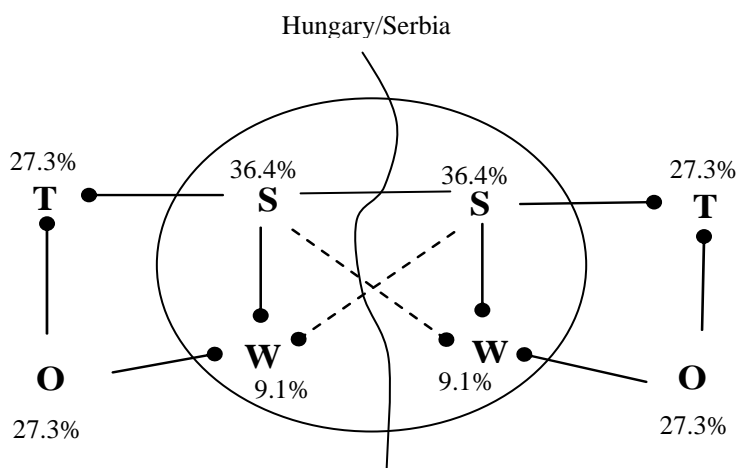 Hungary/Serbia
27.3% 36.4% 36.4% 27.3%
T S S T
O W W O
27.3% 9.1% 9.1% 27.3%